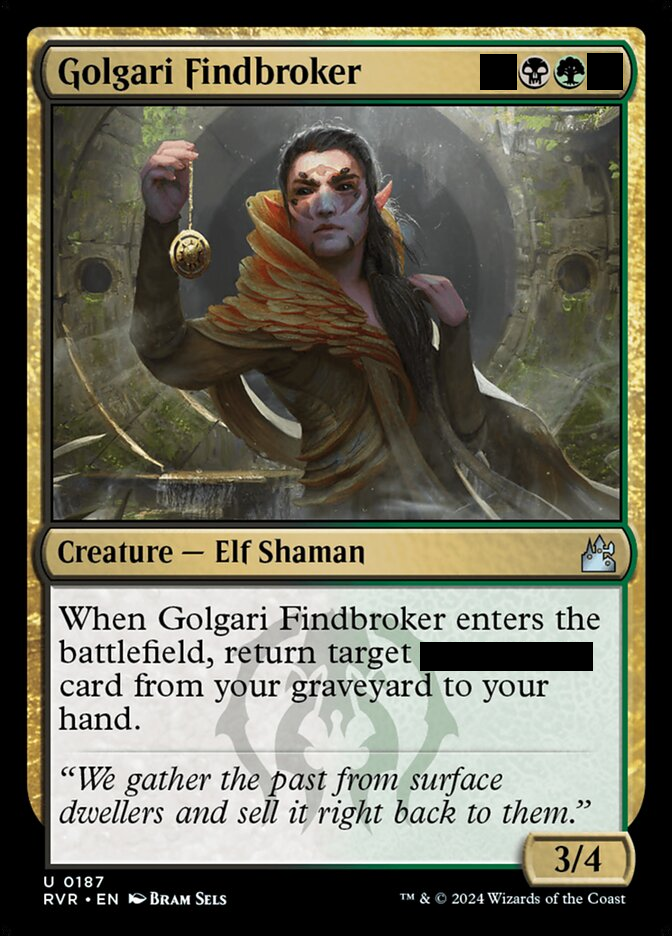 Golgari Findbroker
Creature — Elf Shaman
When Golgari Findbroker enters the
battlefield, return target
card from your graveyard to your
hand.
“We gather the past from surface
dwellers and sell it right back to them.”
3/4
U 0187
RVR • EN Bram Sels
™ & © 2024 Wizards of the Coast